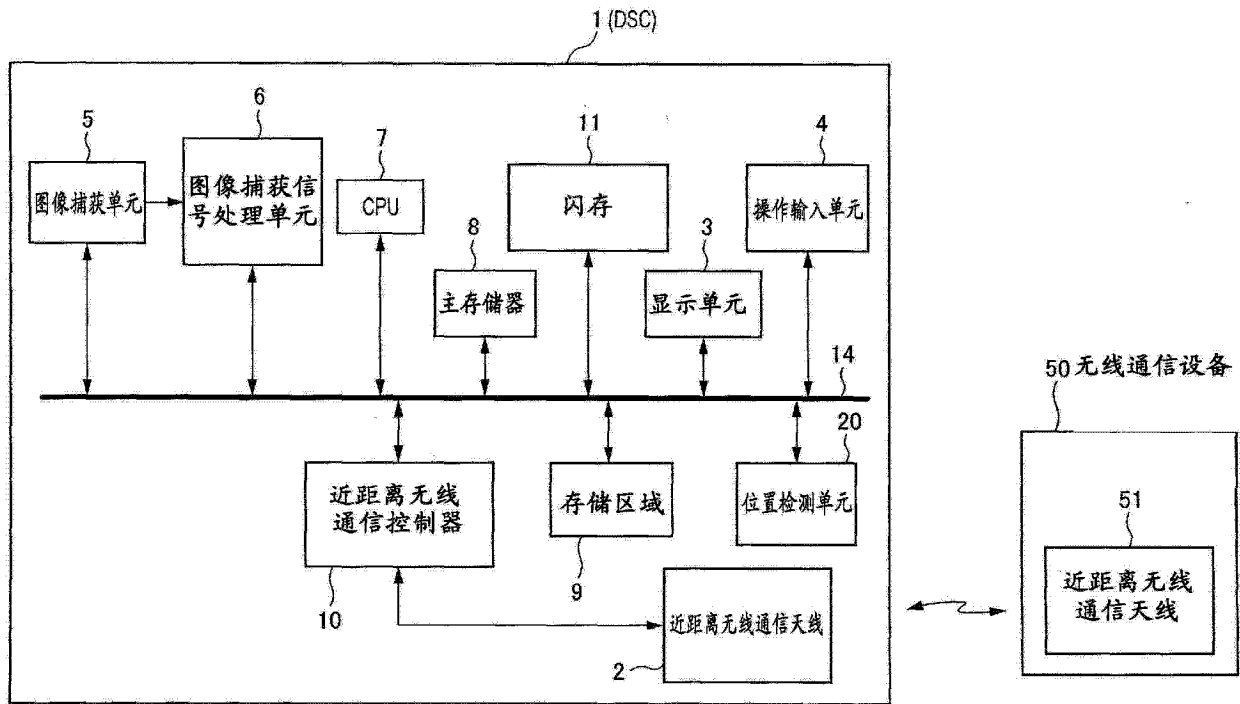 1 (DSC)
5
图像捕获单元
6
图像捕获信
号处理单元
7
CPU
8
主存储器
11
闪存
3
显示单元
4
操作输入单元
14
近距离无线
通信控制器
10
存储区域
9
20
位置检测单元
近距离无线通信天线
2
50 无线通信设备
51
近距离无线
通信天线